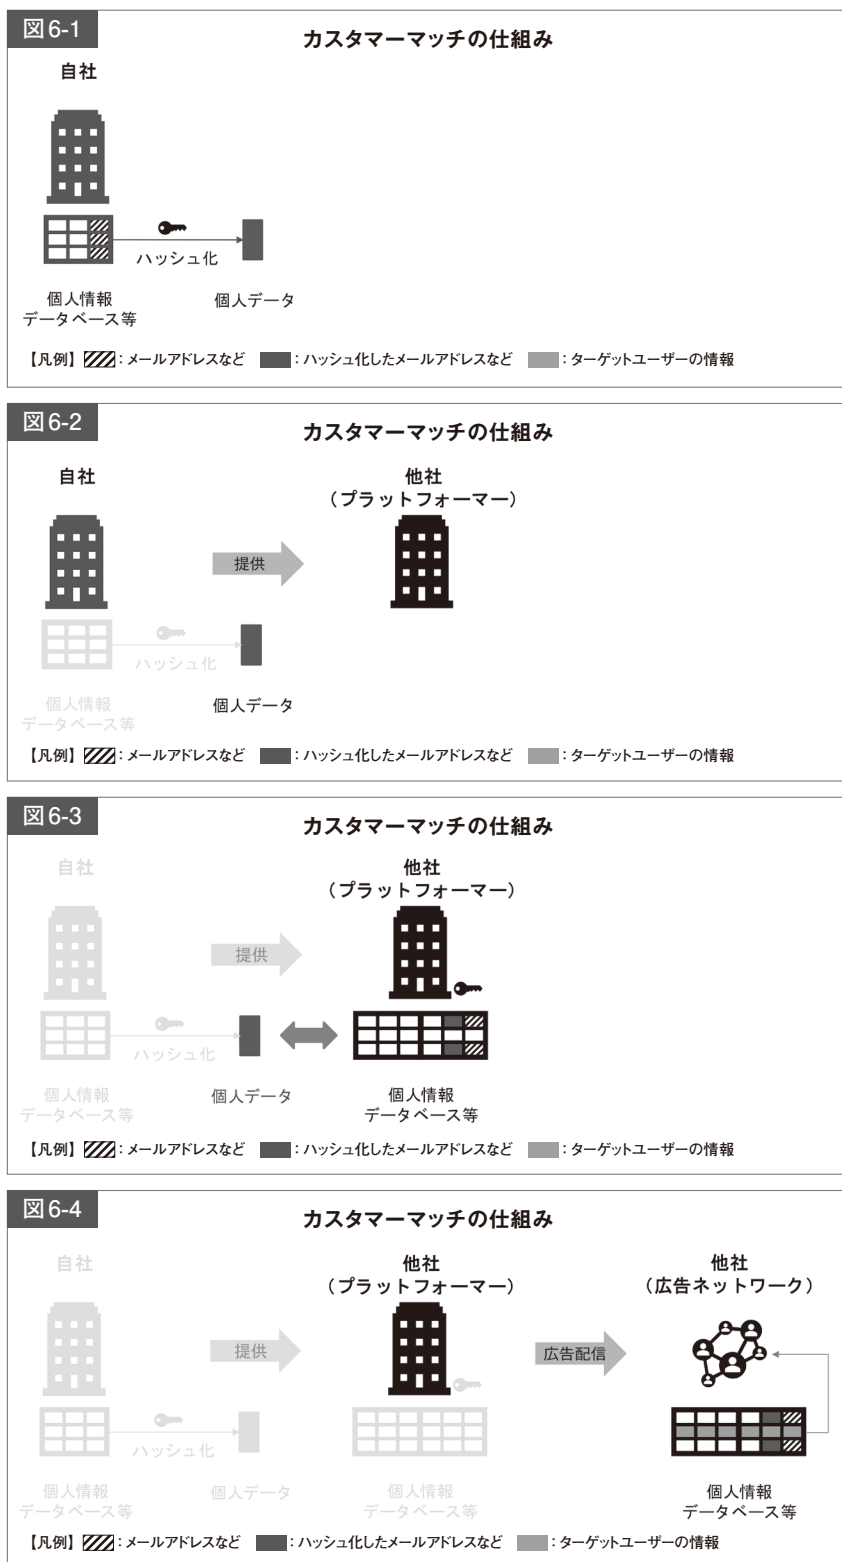 図6-1
カスタマーマッチの仕組み
自社
ハッシュ化
個人情報
データベース等
個人データ
【凡例】 : メールアドレスなど : ハッシュ化したメールアドレスなど : ターゲットユーザーの情報
図6-2
カスタマーマッチの仕組み
自社
他社
（プラットフォーマー）
提供
ハッシュ化
個人情報
データベース等
個人データ
【凡例】 : メールアドレスなど : ハッシュ化したメールアドレスなど : ターゲットユーザーの情報
図6-3
カスタマーマッチの仕組み
自社
他社
（プラットフォーマー）
提供
ハッシュ化
個人情報
データベース等
個人データ
個人情報
データベース等
【凡例】 : メールアドレスなど : ハッシュ化したメールアドレスなど : ターゲットユーザーの情報
図6-4
カスタマーマッチの仕組み
自社
他社
（プラットフォーマー）
他社
（広告ネットワーク）
提供
広告配信
ハッシュ化
個人情報
データベース等
個人データ
個人情報
データベース等
個人情報
データベース等
【凡例】 : メールアドレスなど : ハッシュ化したメールアドレスなど : ターゲットユーザーの情報